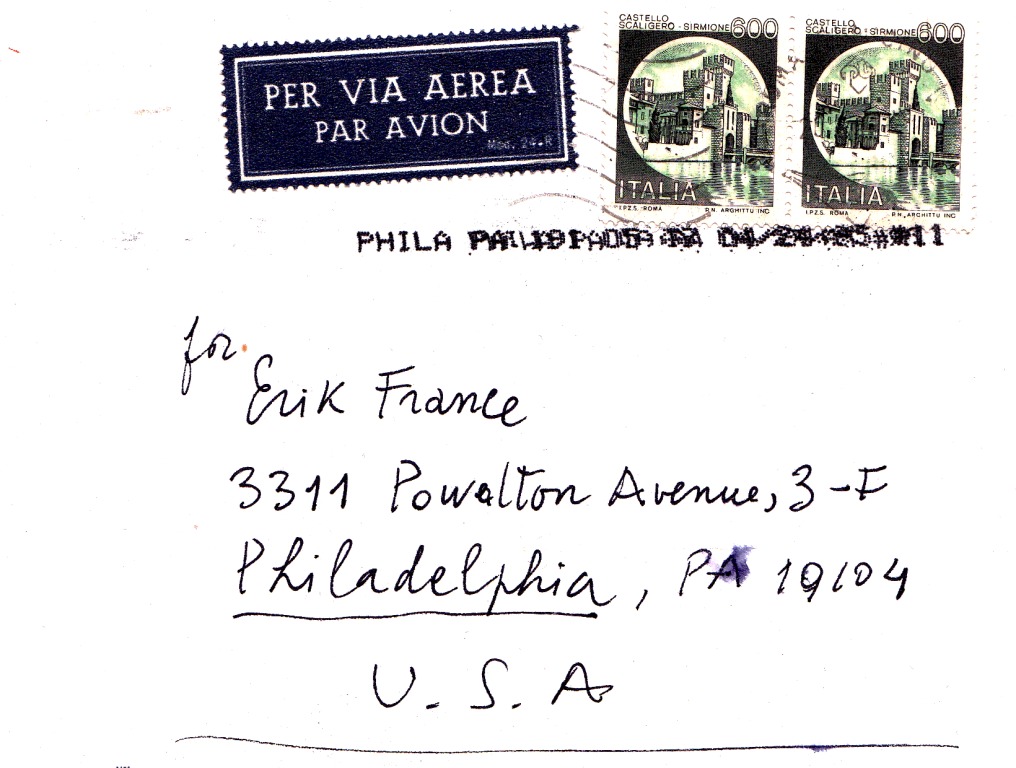 PER VIA AEREA
PAR AVION
Mod. 24-R
CASTELLO
SCALIGERO - SIRMIONE 600
ITALIA
I.P.Z.S. ROMA P.N. ARGHITTU INC
CASTELLO
SCALIGERO - SIRMIONE 600
ITALIA
I.P.Z.S. ROMA P.N. ARGHITTU INC
PHILA
for
Erik France
3311 Powalton Avenue, 3-F
Philadelphia, PA 19104
U.S.A